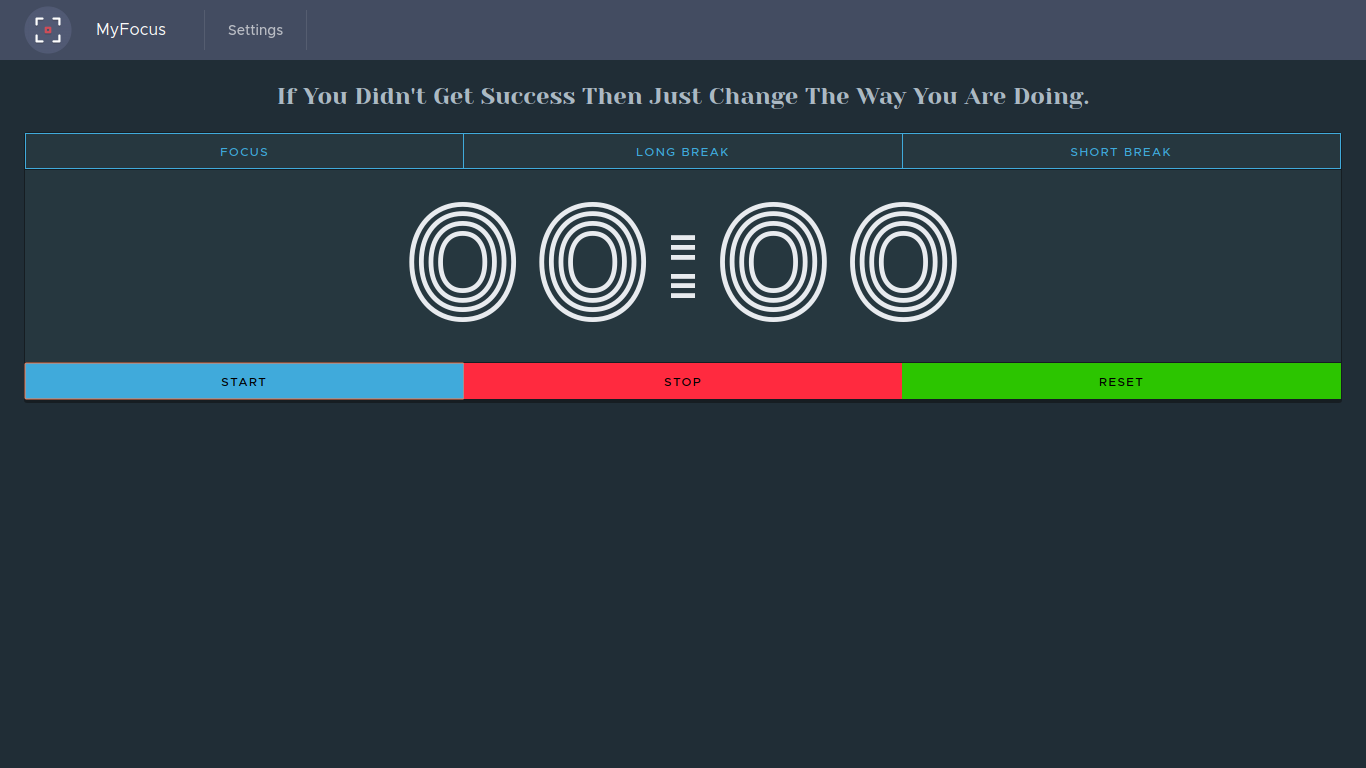 MyFocus Settings
If You Didn't Get Success Then Just Change The Way You Are Doing.
FOCUS LONG BREAK SHORT BREAK
00:00
START STOP RESET